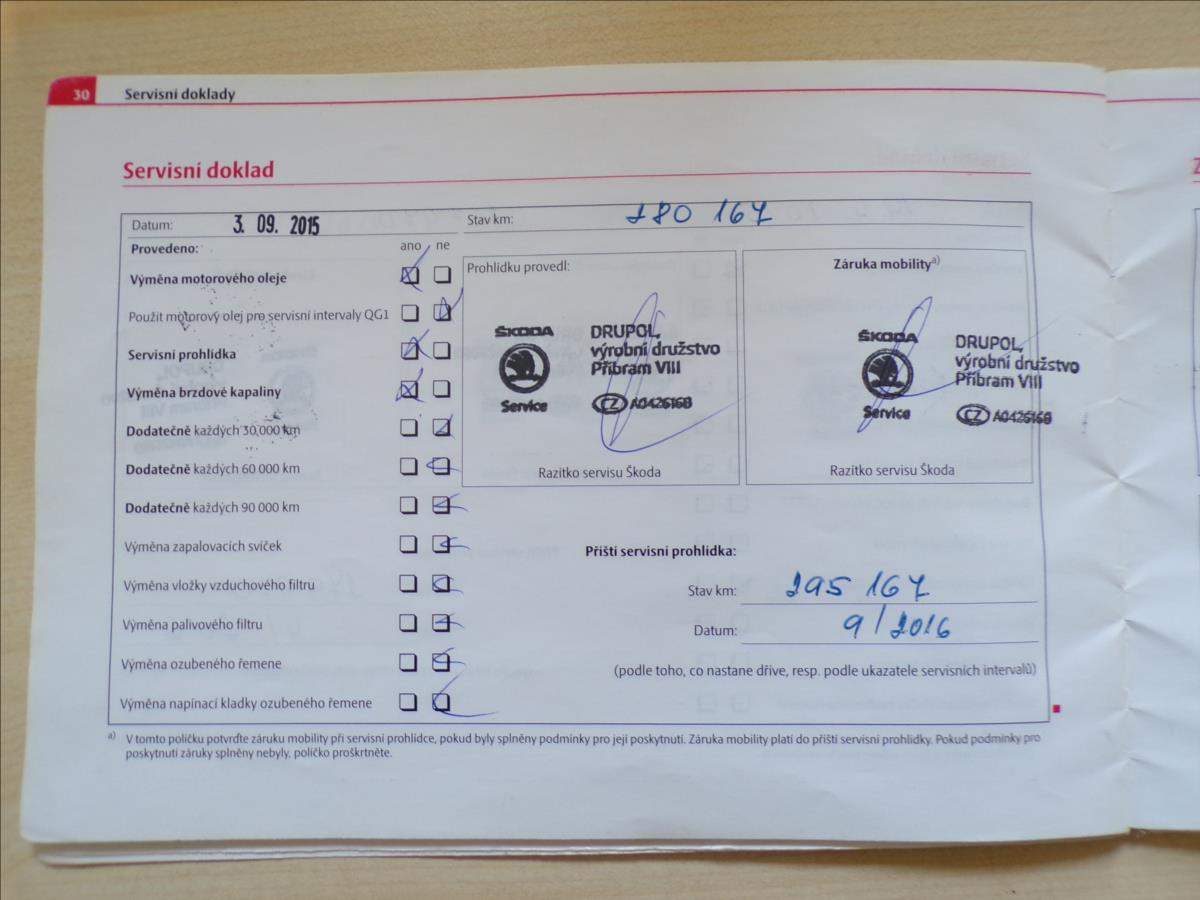 30 Servisní doklady
Servisní doklad
Datum: 3. 09. 2015 Stav km: 180 167
Provedeno: ano ne
Výměna motorového oleje
Použit motorový olej pro servisní intervaly QG1
Servisní prohlídka
Výměna brzdové kapaliny
Dodatečně každých 30 000 km
Dodatečně každých 60 000 km
Dodatečně každých 90 000 km
Výměna zapalovacích svíček
Výměna vložky vzduchového filtru
Výměna palivového filtru
Výměna ozubeného řemene
Výměna napínací kladky ozubeného řemene
Prohlídku provedl:
ŠKODA
Service
DRUPOL,
výrobní družstvo
Příbram VIII
CZ A042616B
Razítko servisu Škoda
Záruka mobility a)
ŠKODA
Service
DRUPOL,
výrobní družstvo
Příbram VIII
CZ A042616B
Razítko servisu Škoda
Příští servisní prohlídka:
Stav km: 195 167
Datum: 9/2016
(podle toho, co nastane dříve, resp. podle ukazatele servisních intervalů)
a) V tomto políčku potvrďte záruku mobility při servisní prohlídce, pokud byly splněny podmínky pro její poskytnutí. Záruka mobility platí do příští servisní prohlídky. Pokud podmínky pro
poskytnutí záruky splněny nebyly, políčko proškrtněte.